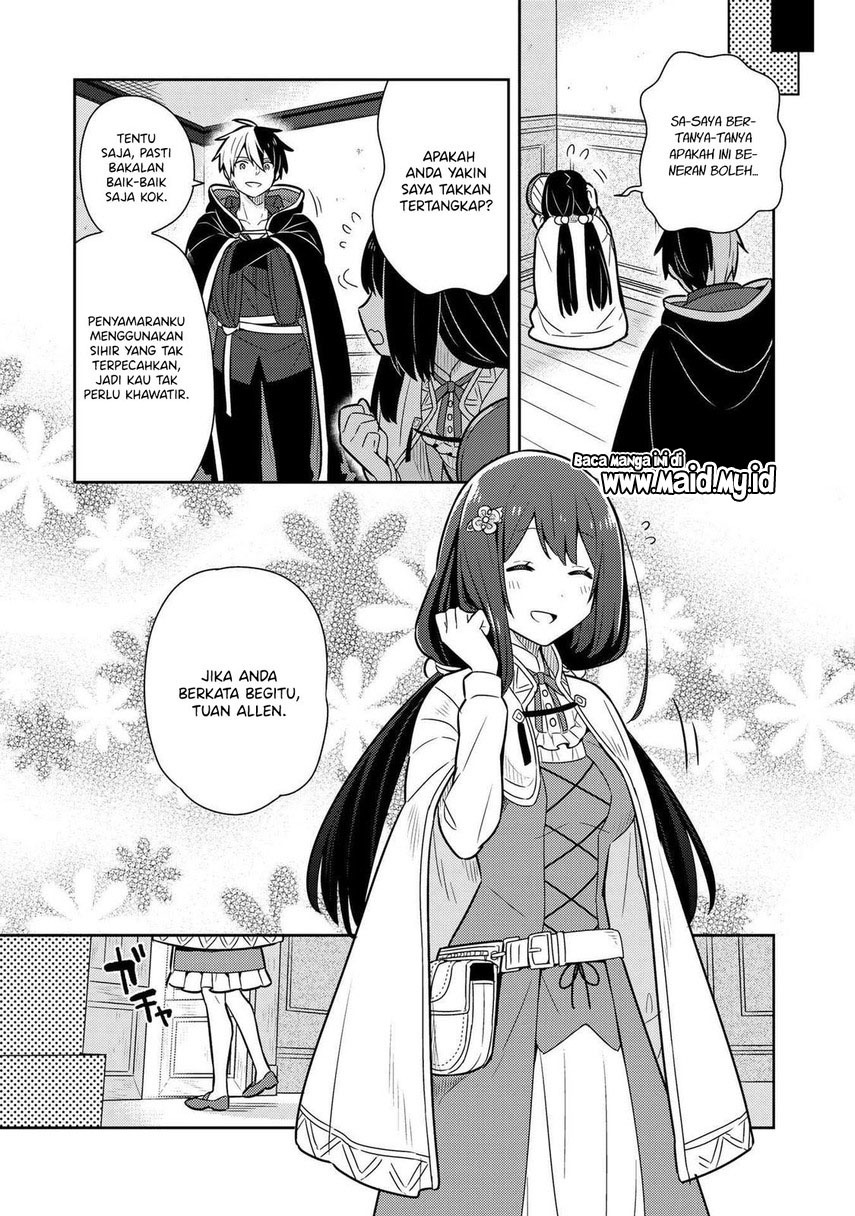 SA-SAYA BER-
TANYA-TANYA
APAKAH INI BE-
NERAN BOLEH...
APAKAH
ANDA YAKIN
SAYA TAKKAN
TERTANGKAP?
TENTU
SAJA, PASTI
BAKALAN
BAIK-BAIK
SAJA KOK.
PENYAMARANKU
MENGGUNAKAN
SIHIR YANG TAK
TERPECAHKAN,
JADI KAU TAK
PERLU KHAWATIR.
Baca Manga ini di
www.Maid.My.id
JIKA ANDA
BERKATA BEGITU,
TUAN ALLEN.
ガチャ